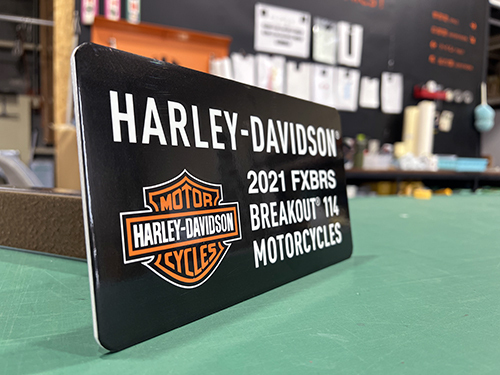 HARLEY-DAVIDSON®
2021 FXBRS
BREAKOUT® 114
MOTORCYCLES
MOTOR
HARLEY-DAVIDSON
CYCLES